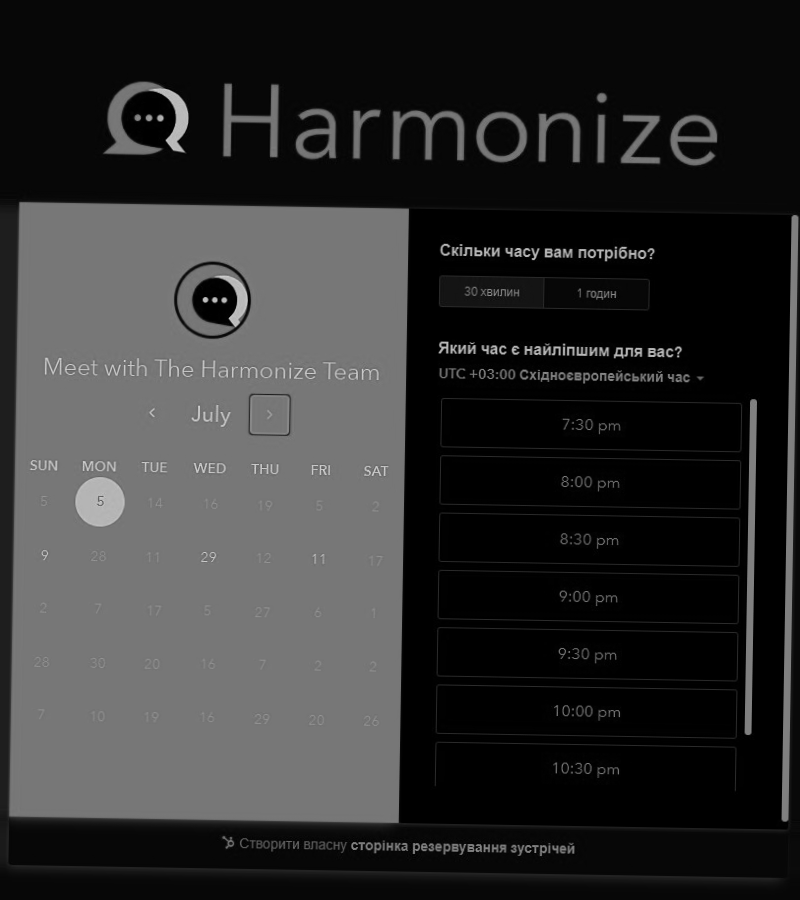 Harmonize
Meet with The Harmonize Team
July
SUN MON TUE WED THU FRI SAT
5 5 14 16 19 5 2
9 28 11 29 12 11 17
2 7 17 5 27 6 1
28 30 20 16 7 2 2
7 10 19 16 29 20 26
Скільки часу вам потрібно?
30 хвилин 1 годин
Який час є найліпшим для вас?
UTC +03:00 Східноєвропейський час
7:30 pm
8:00 pm
8:30 pm
9:00 pm
9:30 pm
10:00 pm
10:30 pm
Створити власну сторінка резервування зустрічей